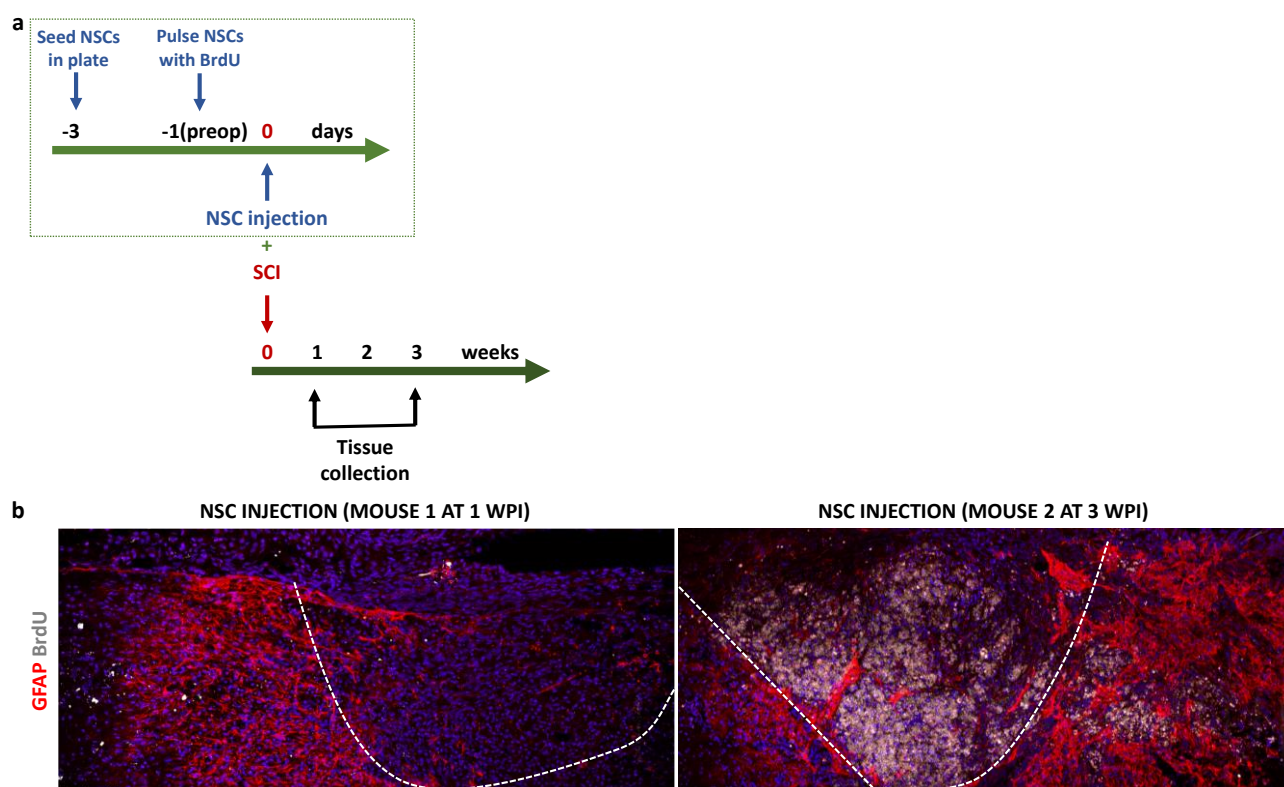 a
Seed NSCs
in plate
Pulse NSCs
with BrdU
-3
-1(preop)
0
days
NSC injection
+
SCI
0
1
2
3
weeks
Tissue
collection
b
NSC INJECTION (MOUSE 1 AT 1 WPI)
NSC INJECTION (MOUSE 2 AT 3 WPI)
GFAP BrdU